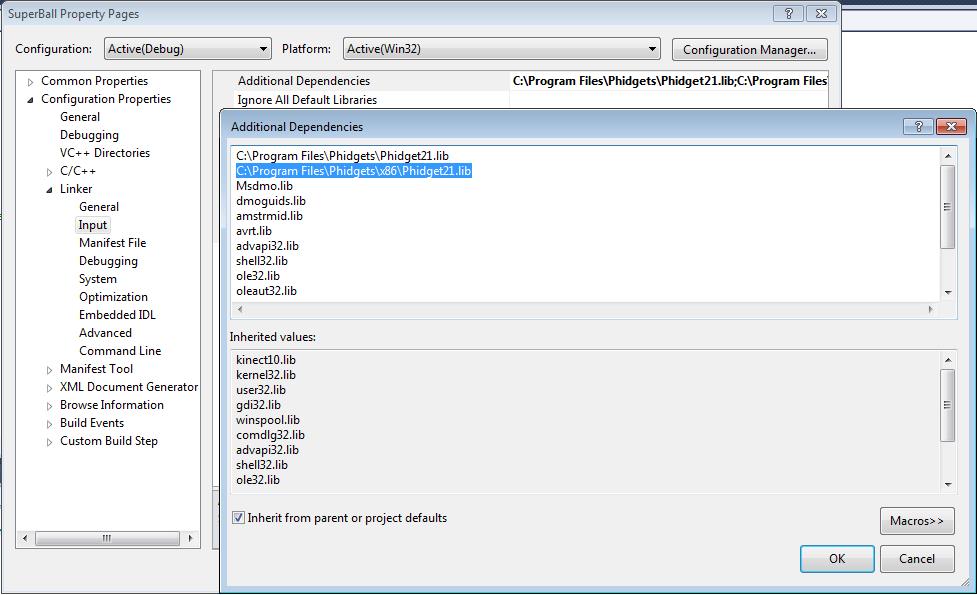 SuperBall Property Pages
Configuration: Active(Debug) Platform: Active(Win32) Configuration Manager...
Common Properties
Configuration Properties
General
Debugging
VC++ Directories
C/C++
Linker
General
Input
Manifest File
Debugging
System
Optimization
Embedded IDL
Advanced
Command Line
Manifest Tool
XML Document Generator
Browse Information
Build Events
Custom Build Step
Additional Dependencies C:\Program Files\Phidgets\Phidget21.lib;C:\Program Files
Ignore All Default Libraries
Additional Dependencies
C:\Program Files\Phidgets\Phidget21.lib
C:\Program Files\Phidgets\x86\Phidget21.lib
Msdmo.lib
dmoguids.lib
amstrmid.lib
avrt.lib
advapi32.lib
shell32.lib
ole32.lib
oleaut32.lib
Inherited values:
kinect10.lib
kernel32.lib
user32.lib
gdi32.lib
winspool.lib
comdlg32.lib
advapi32.lib
shell32.lib
ole32.lib
Inherit from parent or project defaults
Macros>>
OK Cancel